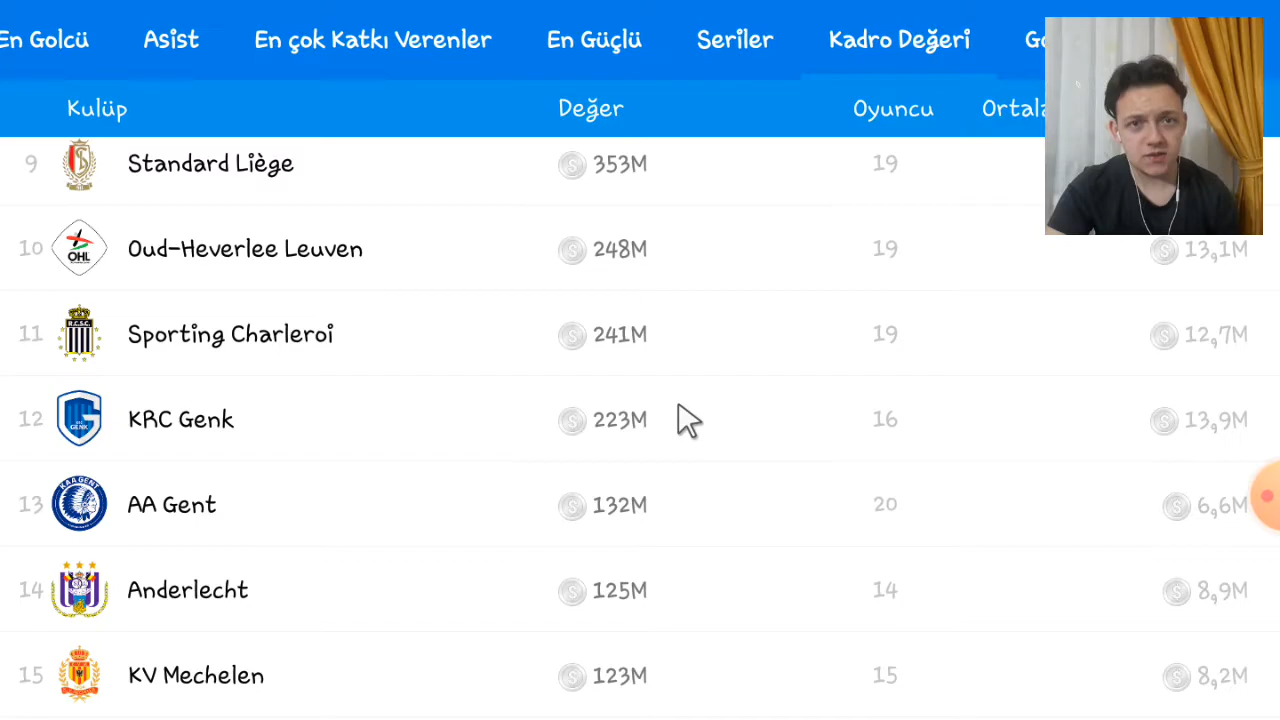 En Golcü Asist En çok Katkı Verenler En Güçlü Seriler Kadro Değeri
Kulüp Değer Oyuncu
9 Standard Liège 353M 19
10 OHL Oud-Heverlee Leuven 248M 19 13,1M
11 R.C.S.C. Sporting Charleroi 241M 19 12,7M
12 KRC Genk 223M 16 13,9M
13 KAA GENT AA Gent 132M 20 6,6M
14 Anderlecht 125M 14 8,9M
15 KV Mechelen 123M 15 8,2M